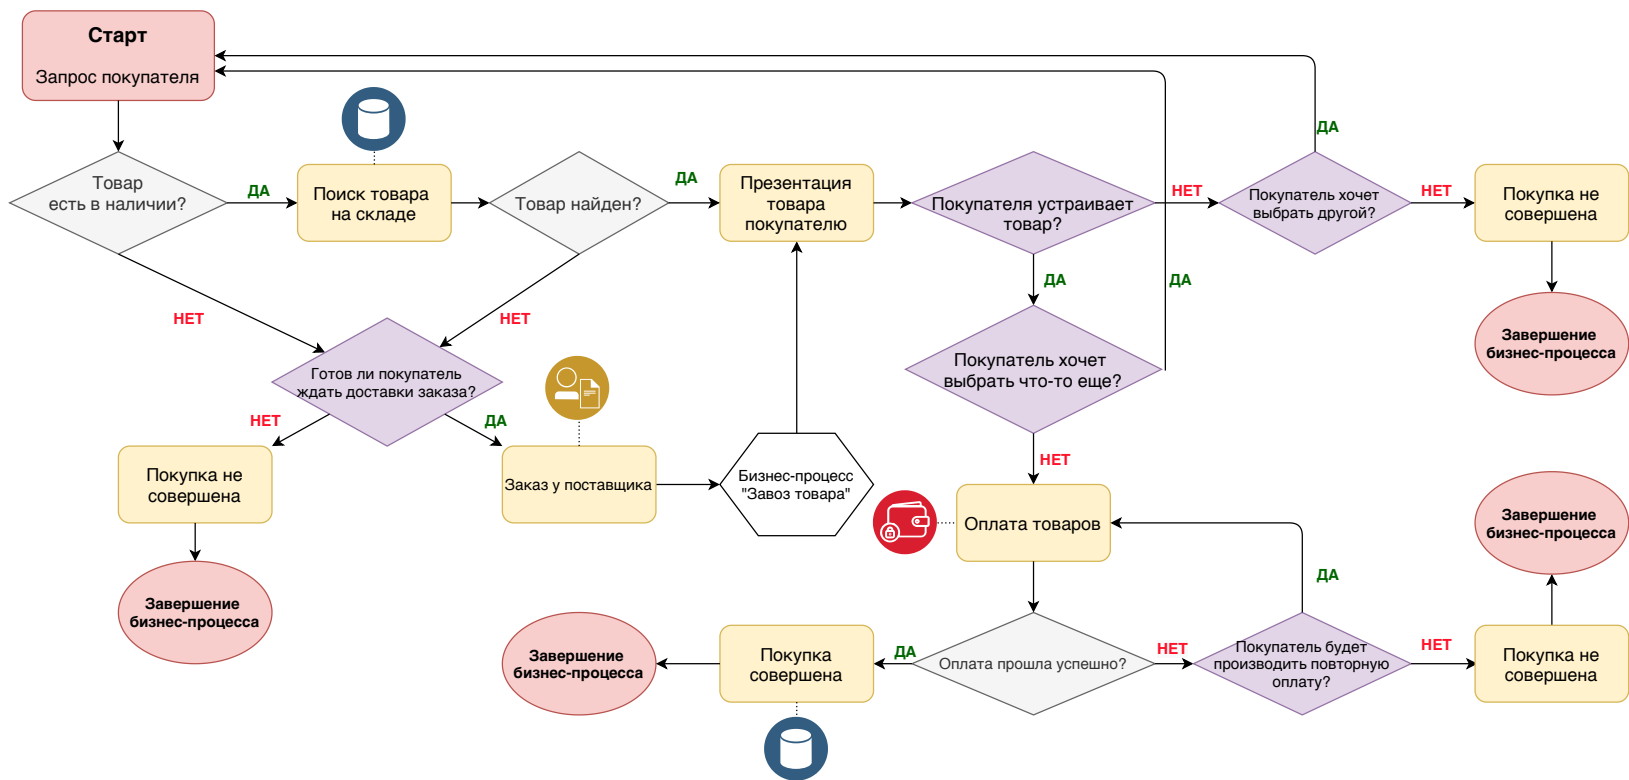 Старт
Запрос покупателя
Товар
есть в наличии?
ДА
Поиск товара
на складе
Товар найден?
ДА
Презентация
товара
покупателю
Покупателя устраивает
товар?
НЕТ
Покупатель хочет
выбрать другой?
ДА
НЕТ
Покупка не
совершена
Завершение
бизнес-процесса
НЕТ
НЕТ
ДА
ДА
Готов ли покупатель
ждать доставки заказа?
НЕТ
ДА
Покупка не
совершена
Завершение
бизнес-процесса
Заказ у поставщика
Бизнес-процесс
"Завоз товара"
Покупатель хочет
выбрать что-то еще?
НЕТ
Оплата товаров
Оплата прошла успешно?
ДА
Покупка
совершена
Завершение
бизнес-процесса
НЕТ
Покупатель будет
производить повторную
оплату?
ДА
НЕТ
Покупка не
совершена
Завершение
бизнес-процесса